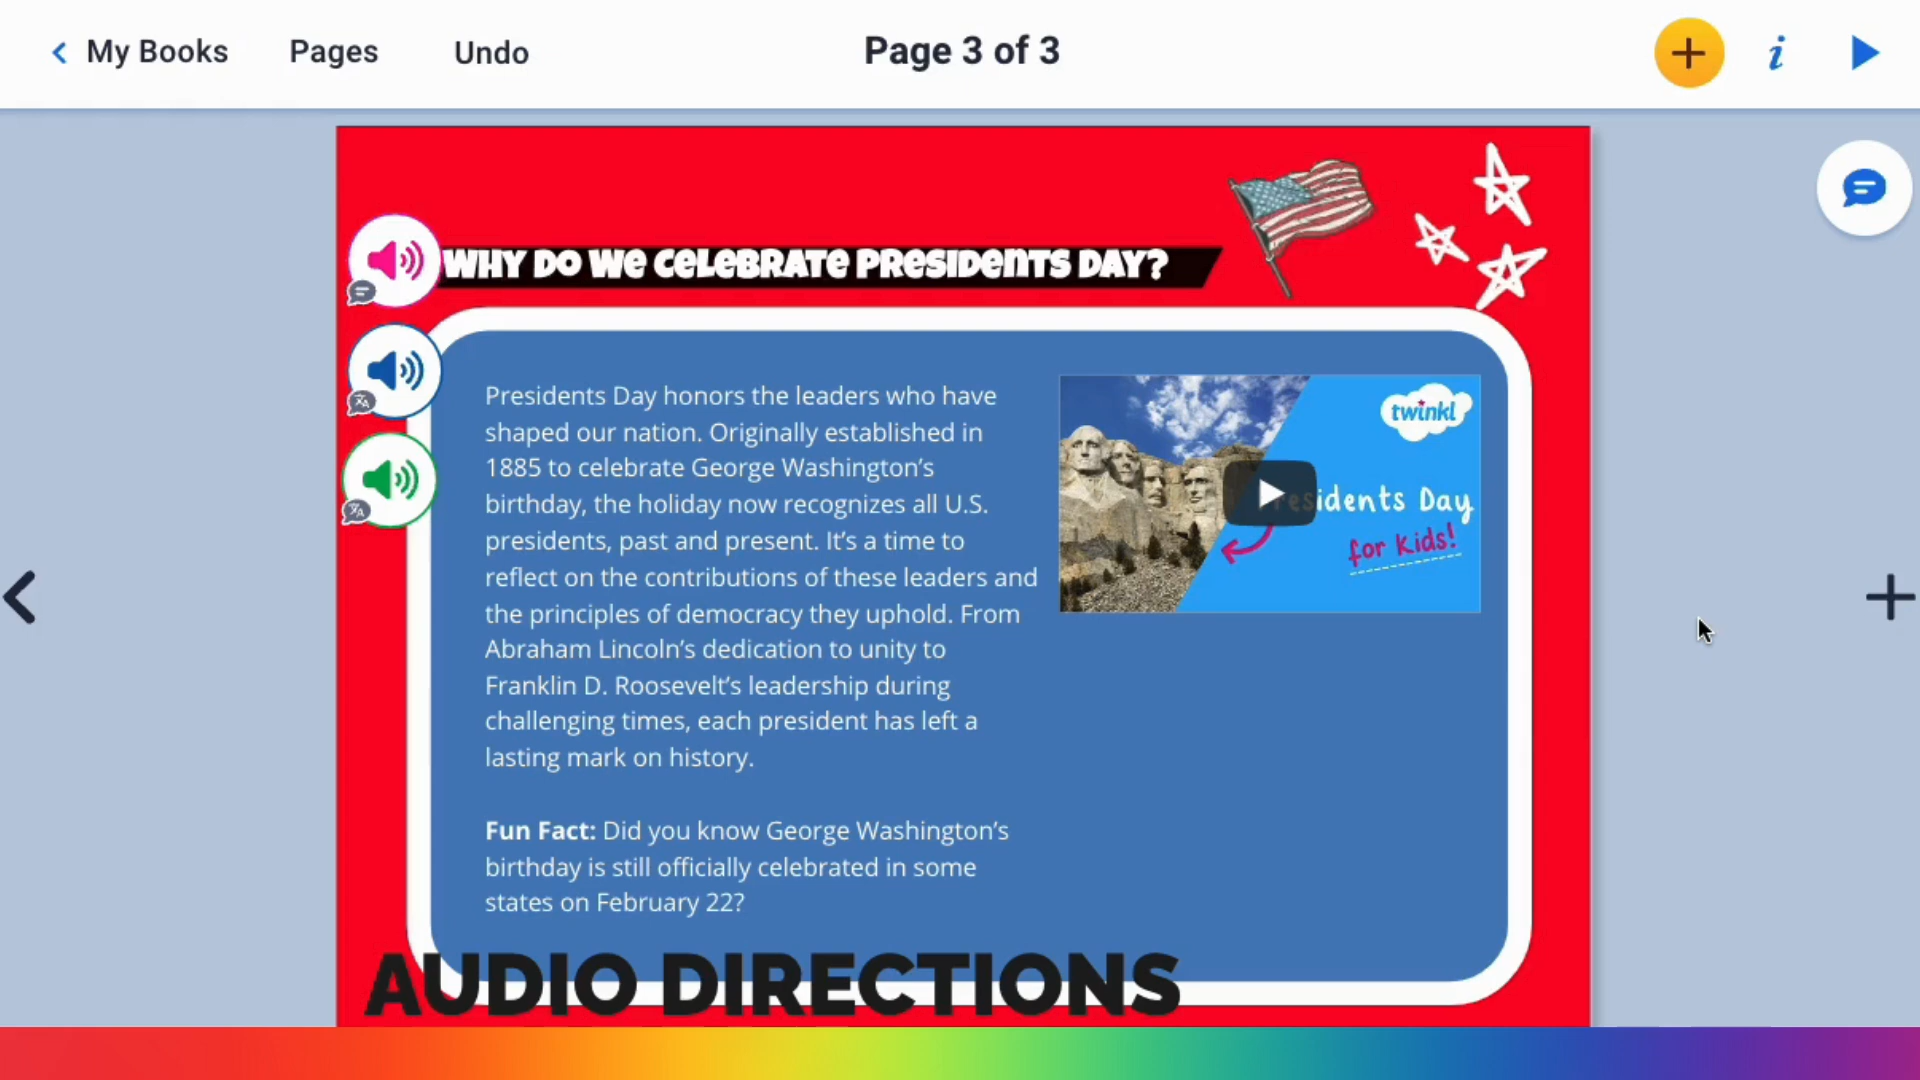 My Books
Pages
Undo
Page 3 of 3
WHY DO WE CELEBRATE PRESIDENTS DAY?
Presidents Day honors the leaders who have
shaped our nation. Originally established in
1885 to celebrate George Washington's
birthday, the holiday now recognizes all U.S.
presidents, past and present. It's a time to
reflect on the contributions of these leaders and
the principles of democracy they uphold. From
Abraham Lincoln's dedication to unity to
Franklin D. Roosevelt's leadership during
challenging times, each president has left a
lasting mark on history.
Fun Fact: Did you know George Washington's
birthday is still officially celebrated in some
states on February 22?
twinkl
Presidents Day
for Kids!
AUDIO DIRECTIONS